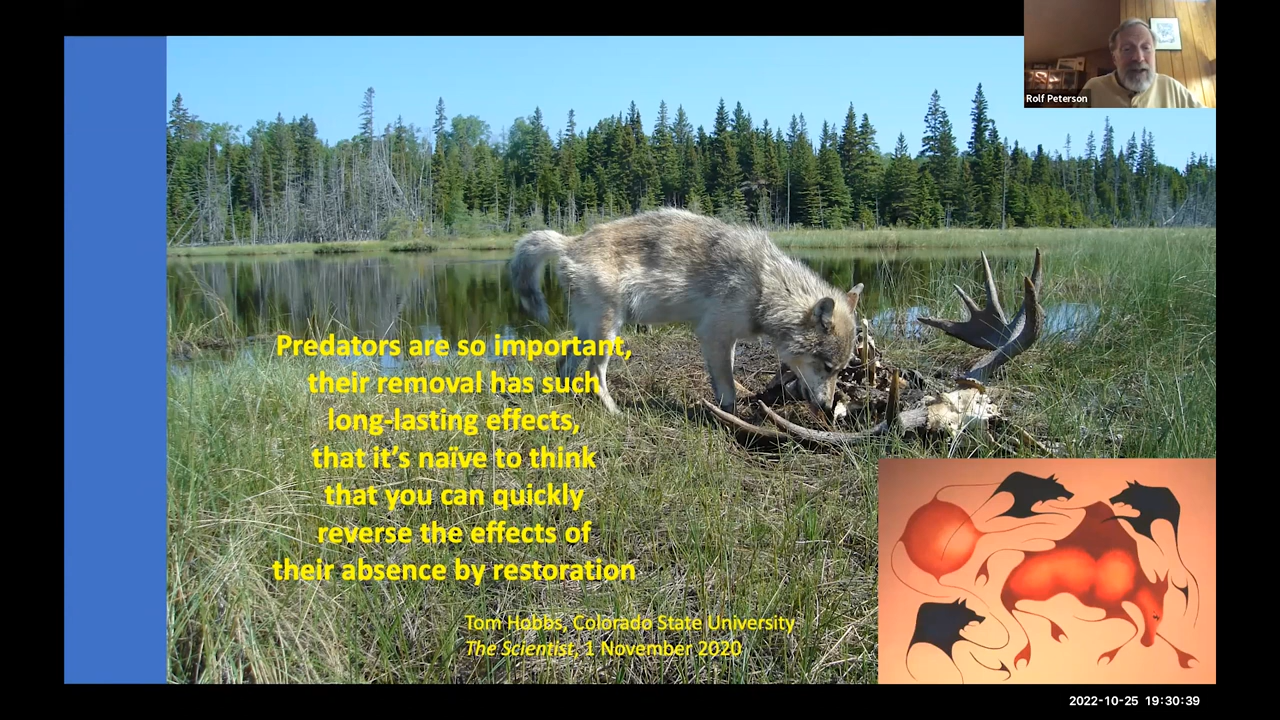 Rolf Peterson
Predators are so important,
their removal has such
long-lasting effects,
that it's naïve to think
that you can quickly
reverse the effects of
their absence by restoration
Tom Hobbs, Colorado State University
The Scientist, 1 November 2020
2022-10-25 19:30:39